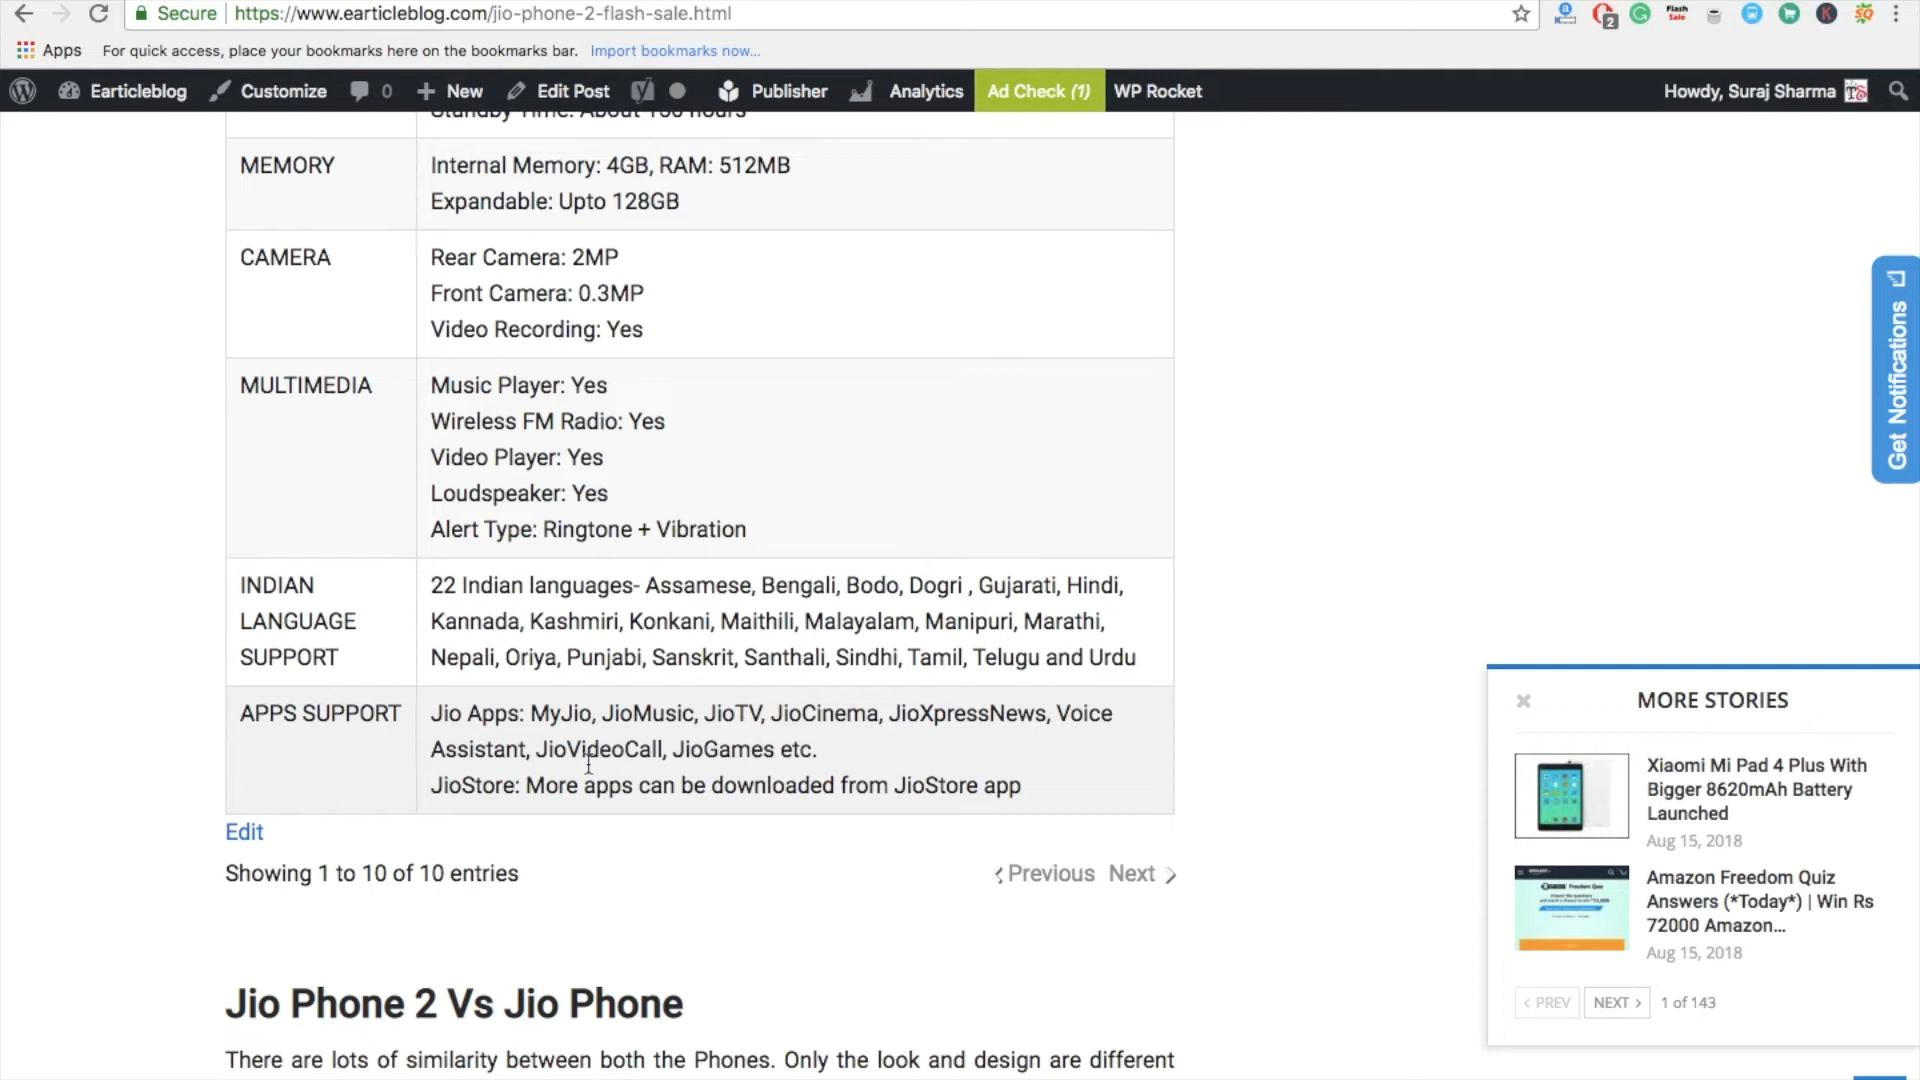 Secure https://www.earticleblog.com/jio-phone-2-flash-sale.html
2
Flash Sale
K
SQ
Apps For quick access, place your bookmarks here on the bookmarks bar. Import bookmarks now...
Earticleblog Customize 0 New Edit Post Publisher Analytics Ad Check (1) WP Rocket Howdy, Suraj Sharma
Standby Time: About 150 hours
MEMORY
Internal Memory: 4GB, RAM: 512MB
Expandable: Upto 128GB
CAMERA
Rear Camera: 2MP
Front Camera: 0.3MP
Video Recording: Yes
MULTIMEDIA
Music Player: Yes
Wireless FM Radio: Yes
Video Player: Yes
Loudspeaker: Yes
Alert Type: Ringtone + Vibration
INDIAN
LANGUAGE
SUPPORT
22 Indian languages- Assamese, Bengali, Bodo, Dogri , Gujarati, Hindi,
Kannada, Kashmiri, Konkani, Maithili, Malayalam, Manipuri, Marathi,
Nepali, Oriya, Punjabi, Sanskrit, Santhali, Sindhi, Tamil, Telugu and Urdu
APPS SUPPORT
Jio Apps: MyJio, JioMusic, JioTV, JioCinema, JioXpressNews, Voice
Assistant, JioVideoCall, JioGames etc.
JioStore: More apps can be downloaded from JioStore app
Edit
Showing 1 to 10 of 10 entries
Previous Next
Jio Phone 2 Vs Jio Phone
There are lots of similarity between both the Phones. Only the look and design are different
Get Notifications
MORE STORIES
Xiaomi Mi Pad 4 Plus With
Bigger 8620mAh Battery
Launched
Aug 15, 2018
Amazon Freedom Quiz
Answers (*Today*) | Win Rs
72000 Amazon...
Aug 15, 2018
PREV NEXT 1 of 143